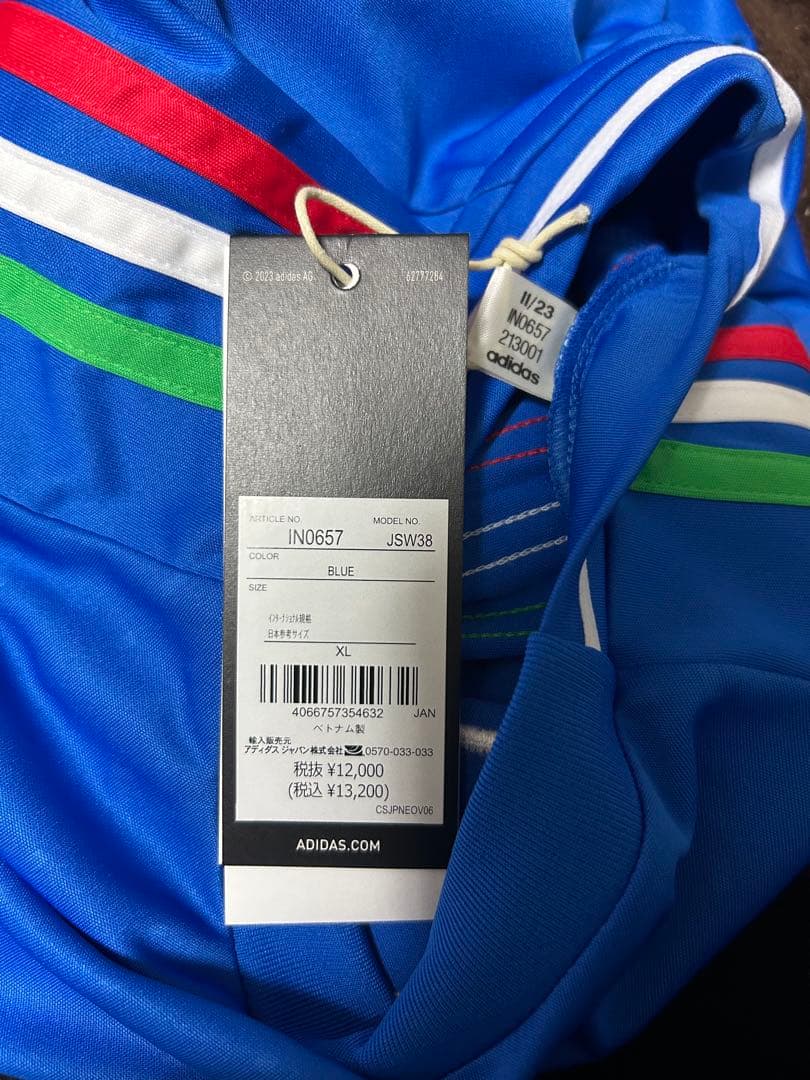 © 2023 adidas AG
62777284
11/23
IN0657
213001
adidas
ARTICLE NO.
MODEL NO.
IN0657
JSW38
COLOR
BLUE
SIZE
インターナショナル規格
日本参考サイズ
XL
4066757354632
JAN
ベトナム製
輸入販売元
アディダス ジャパン株式会社 0570-033-033
税抜 ¥12,000
(税込 ¥13,200)
CSJPNEOV06
ADIDAS.COM